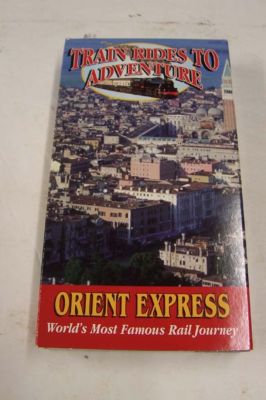 TRAIN RIDES TO
ADVENTURE
ORIENT EXPRESS
World's Most Famous Rail Journey